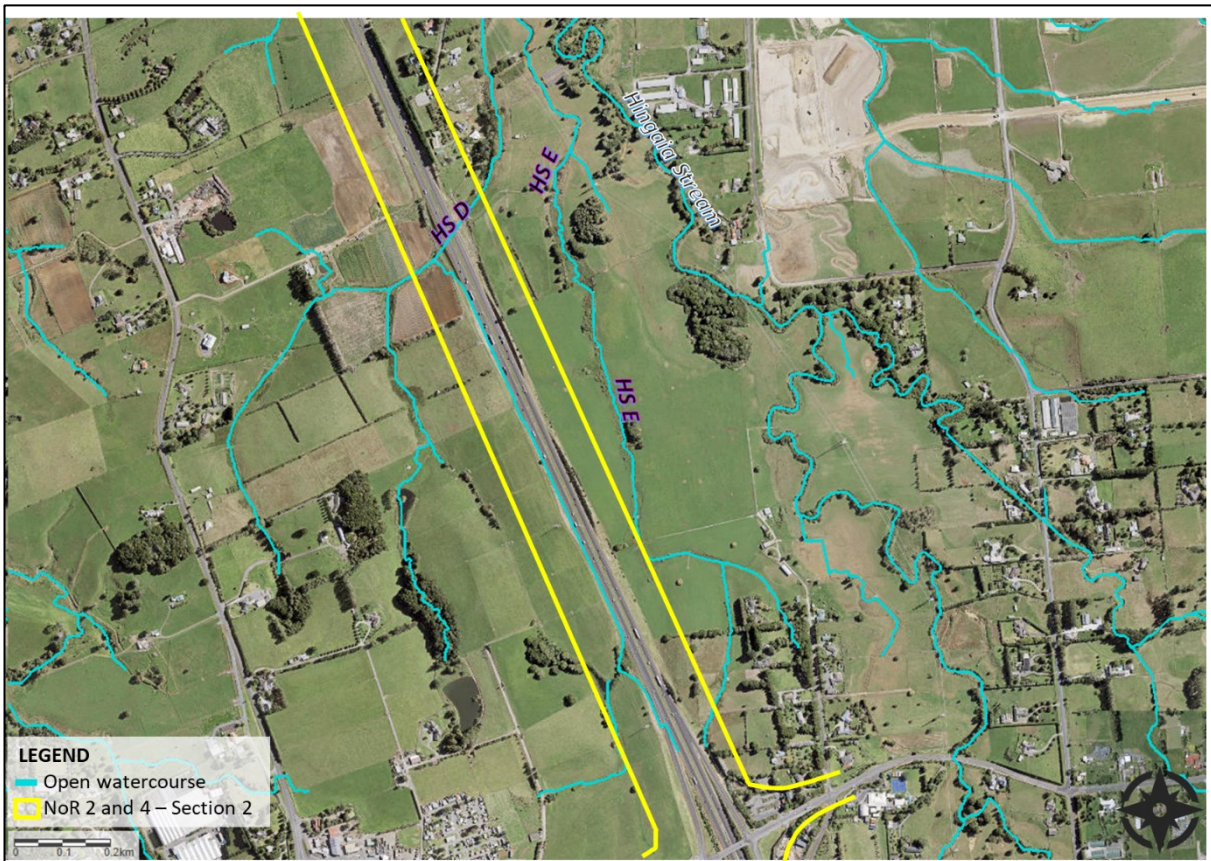 Hingaia Stream
HS E
HS D
HS E
LEGEND
Open watercourse
NoR 2 and 4 – Section 2
0 0.1 0.2km